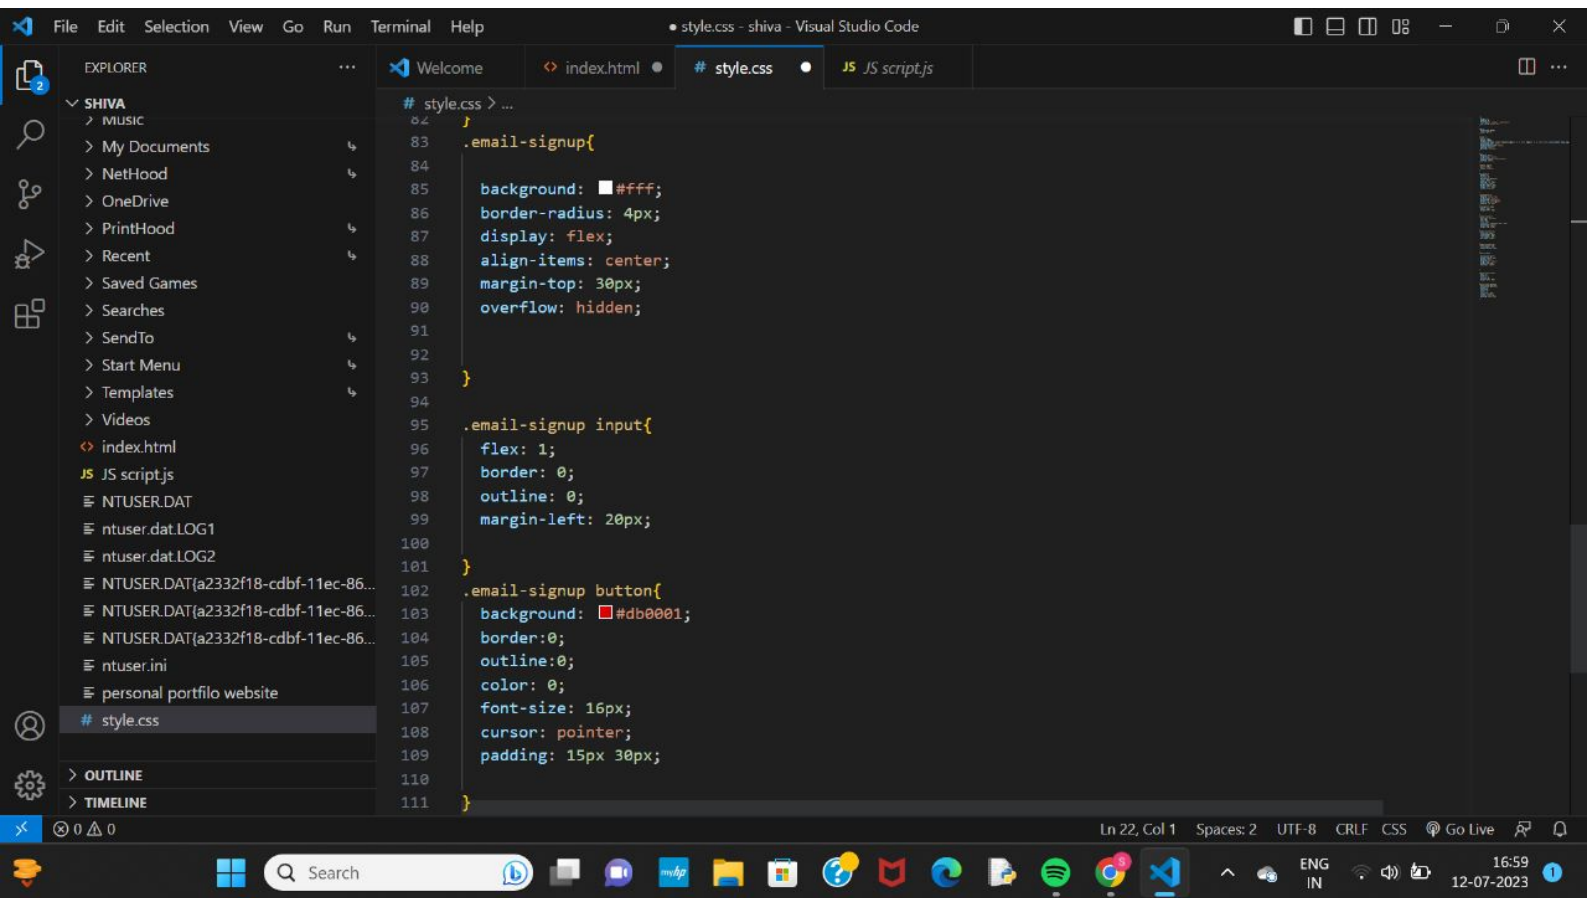 File Edit Selection View Go Run Terminal Help
● style.css - shiva - Visual Studio Code
EXPLORER ...
Welcome
index.html ●
# style.css ●
JS JS script.js
...
SHIVA
# style.css > ...
> Music
> My Documents
> NetHood
> OneDrive
> PrintHood
> Recent
> Saved Games
> Searches
> SendTo
> Start Menu
> Templates
> Videos
<> index.html
JS JS script.js
NTUSER.DAT
ntuser.dat.LOG1
ntuser.dat.LOG2
NTUSER.DAT{a2332f18-cdbf-11ec-86...
NTUSER.DAT{a2332f18-cdbf-11ec-86...
NTUSER.DAT{a2332f18-cdbf-11ec-86...
ntuser.ini
personal portfilo website
# style.css
> OUTLINE
> TIMELINE
2
82 }
83 .email-signup{
84
85 background: #fff;
86 border-radius: 4px;
87 display: flex;
88 align-items: center;
89 margin-top: 30px;
90 overflow: hidden;
91
92
93 }
94
95 .email-signup input{
96 flex: 1;
97 border: 0;
98 outline: 0;
99 margin-left: 20px;
100
101 }
102 .email-signup button{
103 background: #db0001;
104 border:0;
105 outline:0;
106 color: 0;
107 font-size: 16px;
108 cursor: pointer;
109 padding: 15px 30px;
110
111 }
0 0
Ln 22, Col 1 Spaces: 2 UTF-8 CRLF CSS Go Live
Search
b
myhp
?
S
ENG
IN
16:59
12-07-2023
1